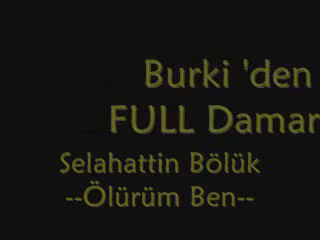 Burki 'den
FULL Damar
Selahattin Bölük
--Ölürüm Ben--